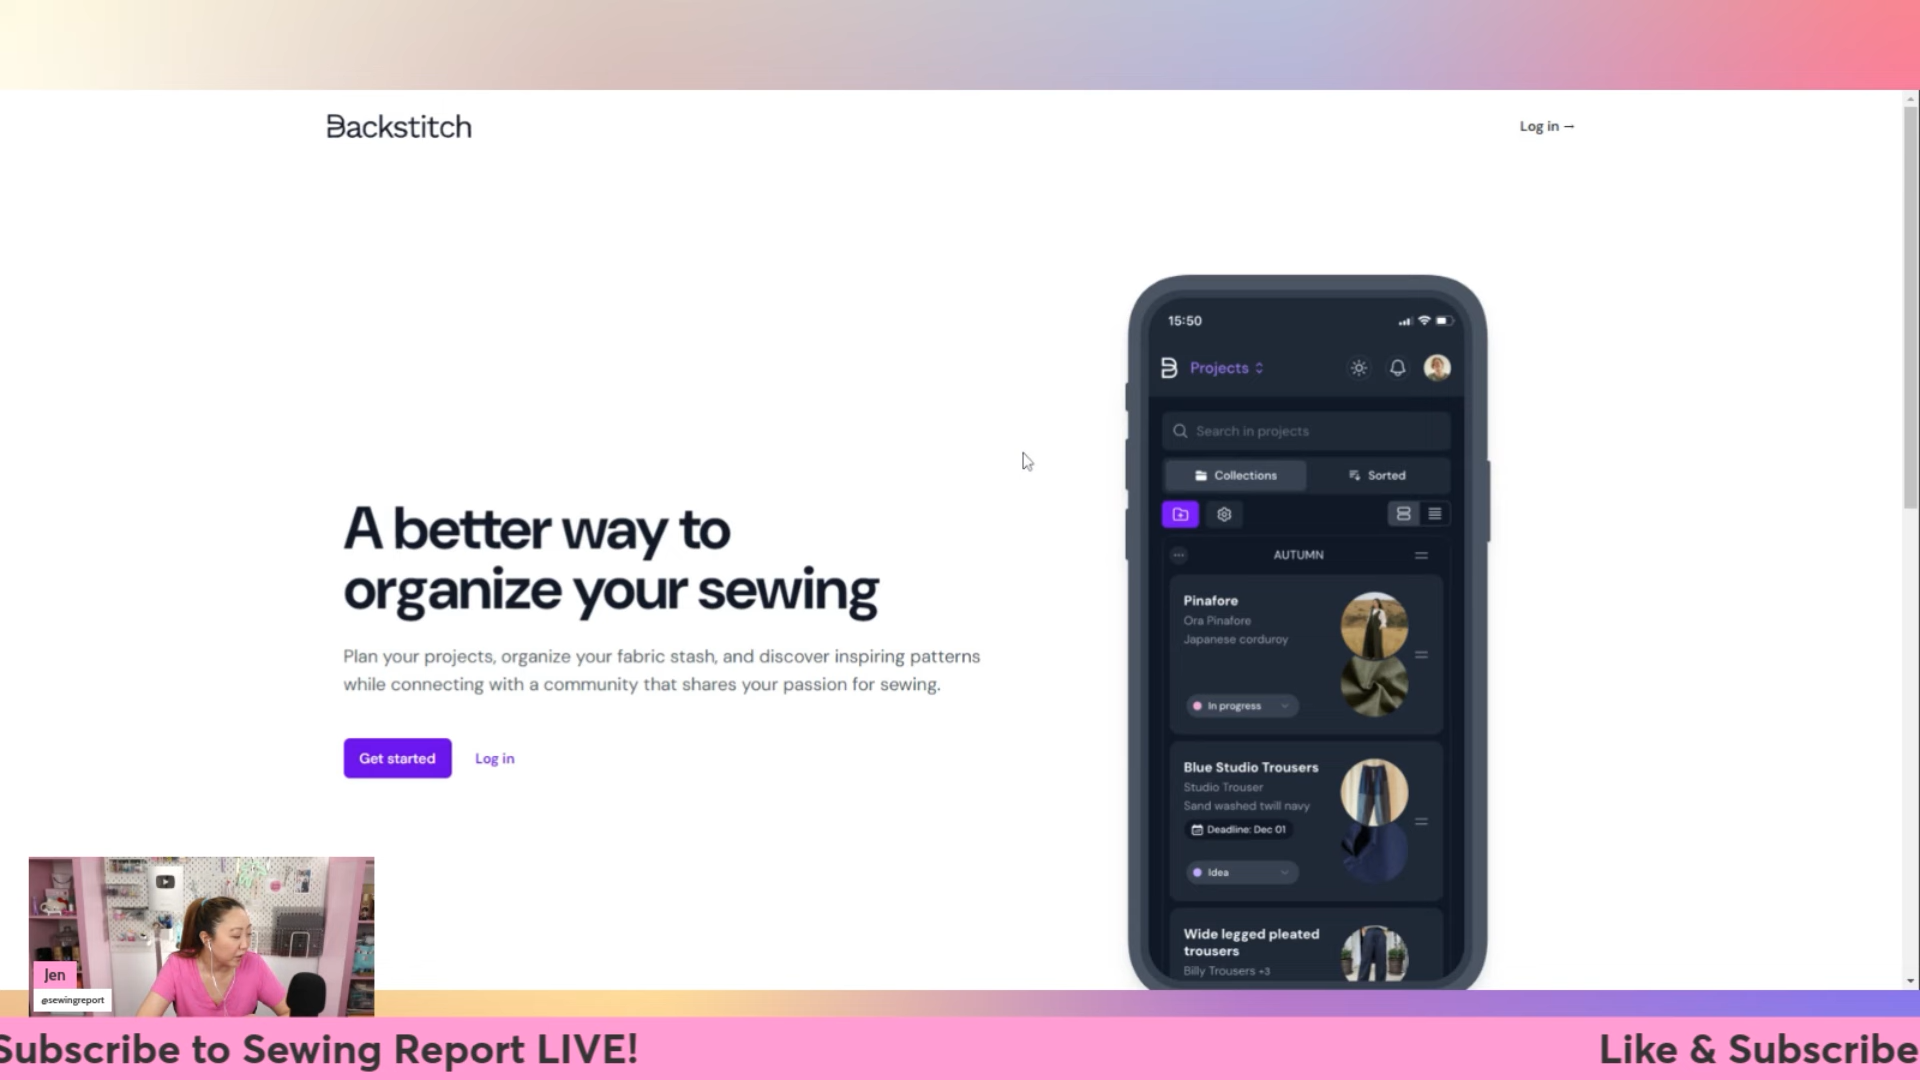 Backstitch
Log in →
A better way to
organize your sewing
Plan your projects, organize your fabric stash, and discover inspiring patterns
while connecting with a community that shares your passion for sewing.
Get started
Log in
15:50
Projects
Search in projects
Collections
Sorted
AUTUMN
Pinafore
Ora Pinafore
Japanese corduroy
In progress
Blue Studio Trousers
Studio Trouser
Sand washed twill navy
Deadline: Dec 01
Idea
Wide legged pleated
trousers
Billy Trousers +3
Jen
@sewingreport
Subscribe to Sewing Report LIVE!
Like & Subscribe